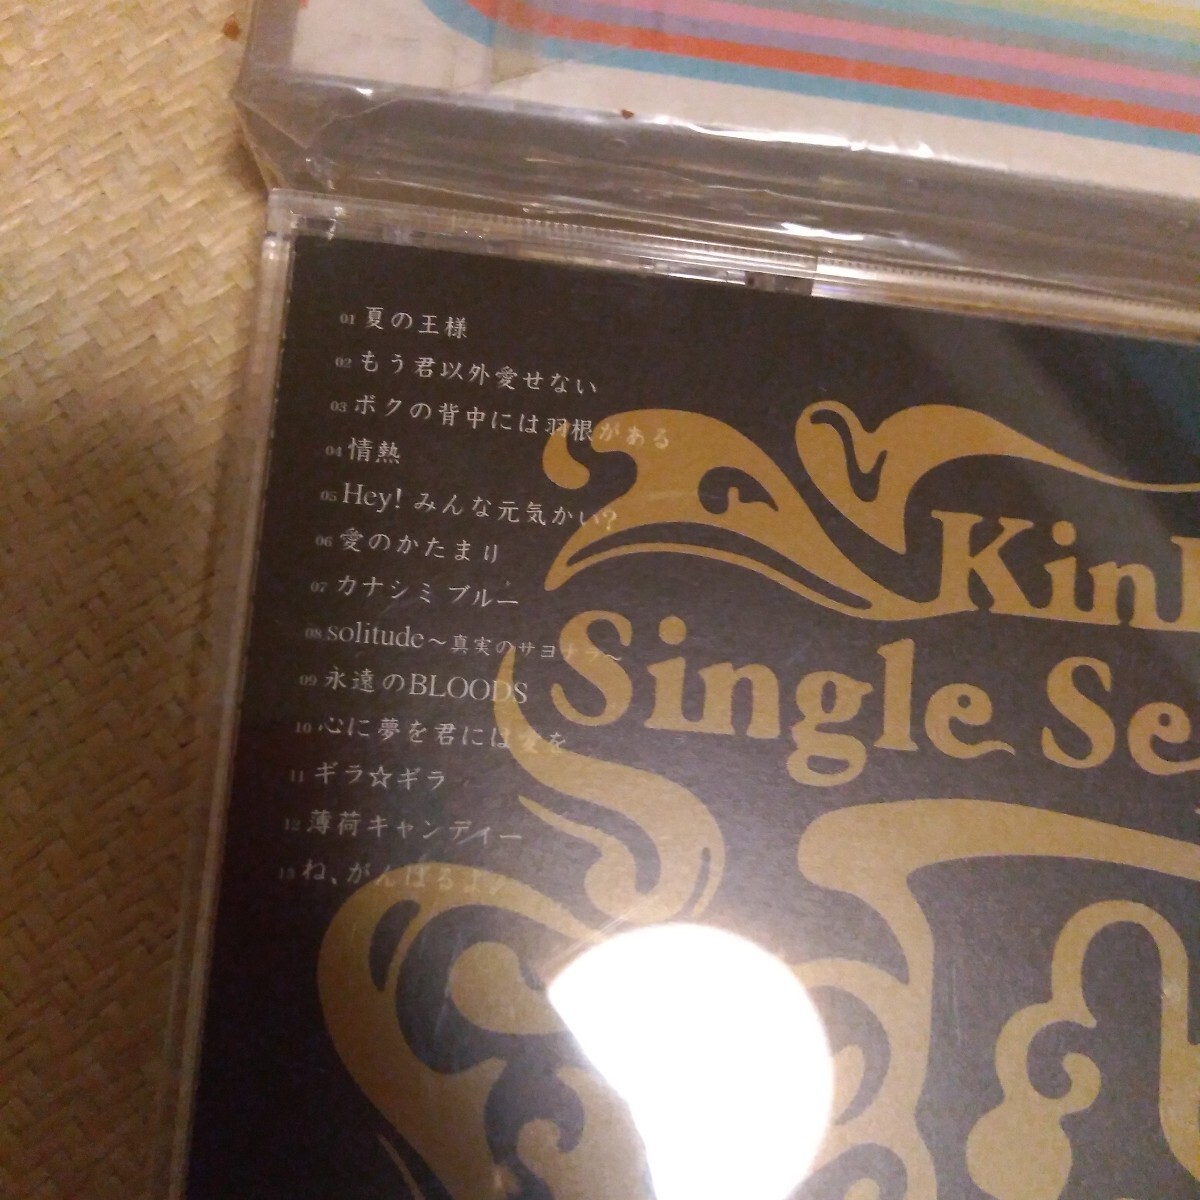 01 夏の王様
02 もう君以外愛せない
03 ボクの背中には羽根がある
04 情熱
05 Hey! みんな元気かい?
06 愛のかたまり
07 カナシミ ブルー
08 solitude～真実のサヨナラ～
09 永遠のBLOODS
10 心に夢を君には愛を
11 ギラ☆ギラ
12 薄荷キャンディー
13 ね、がんばるよ。
Kin
Single Se